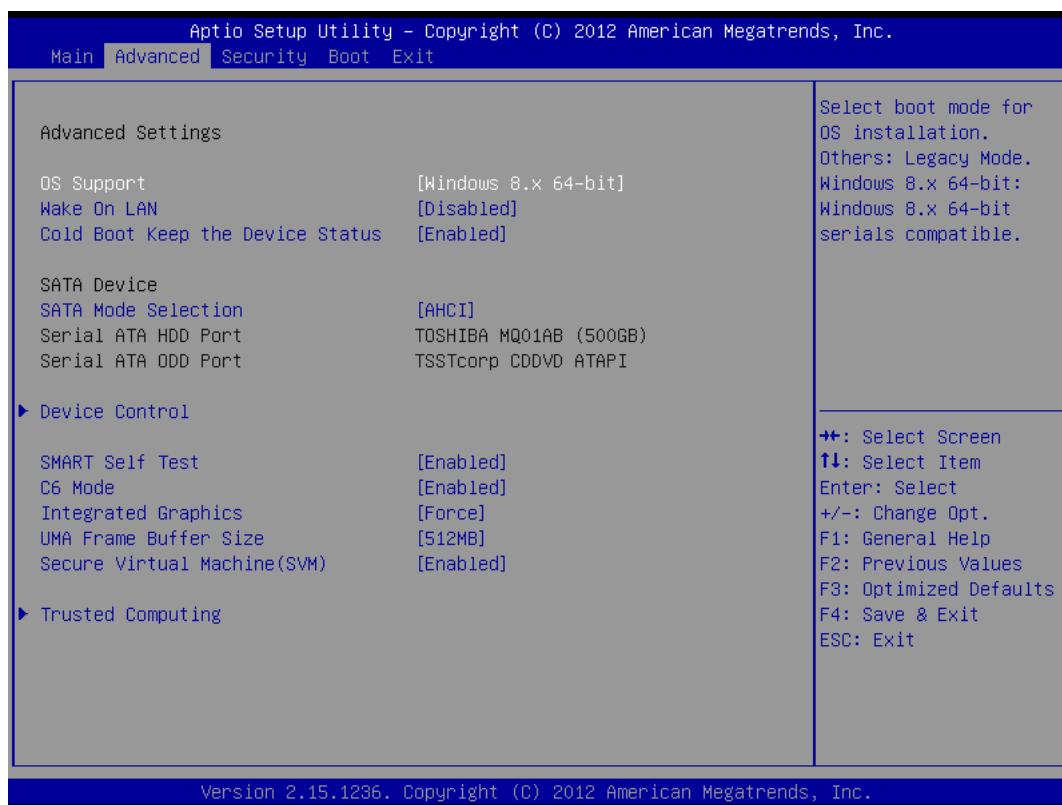 Aptio Setup Utility – Copyright (C) 2012 American Megatrends, Inc.
Main Advanced Security Boot Exit
Advanced Settings
OS Support [Windows 8.x 64-bit]
Wake On LAN [Disabled]
Cold Boot Keep the Device Status [Enabled]
SATA Device
SATA Mode Selection [AHCI]
Serial ATA HDD Port TOSHIBA MQ01AB (500GB)
Serial ATA ODD Port TSSTcorp CDDVD ATAPI
Device Control
SMART Self Test [Enabled]
C6 Mode [Enabled]
Integrated Graphics [Force]
UMA Frame Buffer Size [512MB]
Secure Virtual Machine(SVM) [Enabled]
Trusted Computing
Select boot mode for
OS installation.
Others: Legacy Mode.
Windows 8.x 64-bit:
Windows 8.x 64-bit
serials compatible.
→←: Select Screen
↑↓: Select Item
Enter: Select
+/-: Change Opt.
F1: General Help
F2: Previous Values
F3: Optimized Defaults
F4: Save & Exit
ESC: Exit
Version 2.15.1236. Copyright (C) 2012 American Megatrends, Inc.